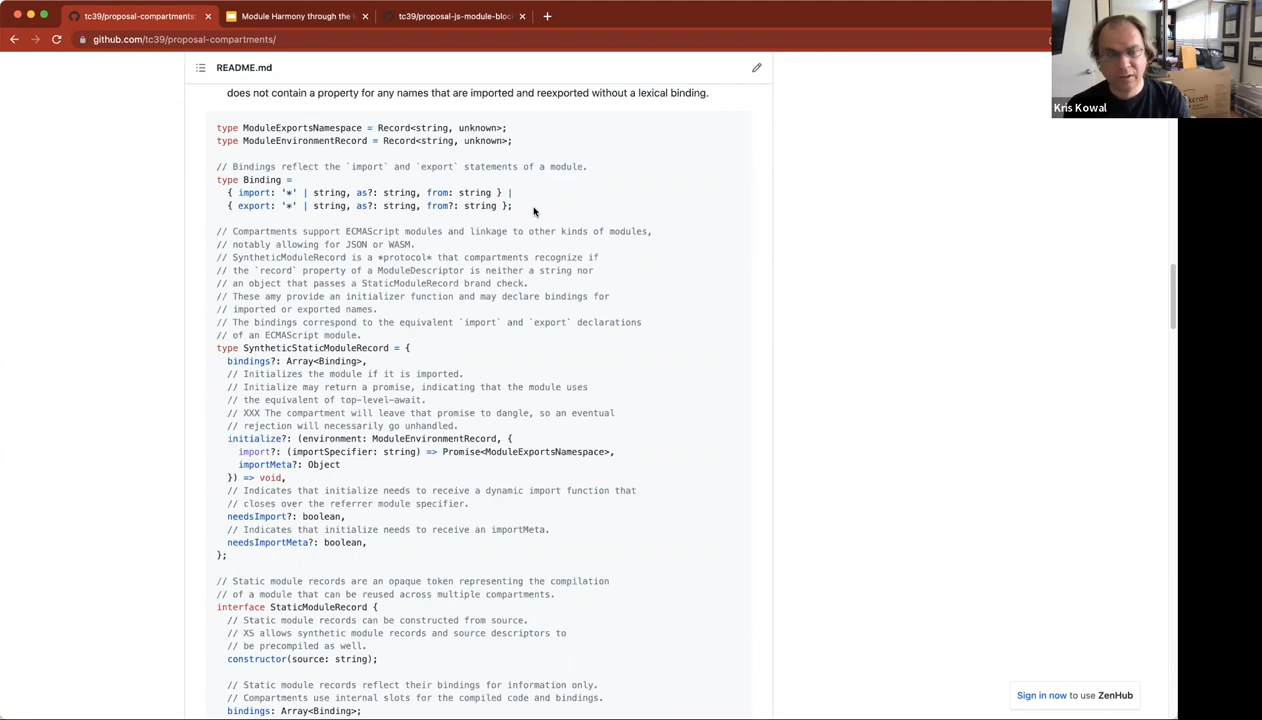 tc39/proposal-compartments:
Module Harmony through the l
tc39/proposal-js-module-bloc
github.com/tc39/proposal-compartments/
Kris Kowal
README.md
does not contain a property for any names that are imported and reexported without a lexical binding.
type ModuleExportsNamespace = Record<string, unknown>;
type ModuleEnvironmentRecord = Record<string, unknown>;
// Bindings reflect the `import` and `export` statements of a module.
type Binding =
{ import: '*' | string, as?: string, from: string } |
{ export: '*' | string, as?: string, from?: string };
// Compartments support ECMAScript modules and linkage to other kinds of modules,
// notably allowing for JSON or WASM.
// SyntheticModuleRecord is a *protocol* that compartments recognize if
// the `record` property of a ModuleDescriptor is neither a string nor
// an object that passes a StaticModuleRecord brand check.
// These amy provide an initializer function and may declare bindings for
// imported or exported names.
// The bindings correspond to the equivalent `import` and `export` declarations
// of an ECMAScript module.
type SyntheticStaticModuleRecord = {
bindings?: Array<Binding>,
// Initializes the module if it is imported.
// Initialize may return a promise, indicating that the module uses
// the equivalent of top-level-await.
// XXX The compartment will leave that promise to dangle, so an eventual
// rejection will necessarily go unhandled.
initialize?: (environment: ModuleEnvironmentRecord, {
import?: (importSpecifier: string) => Promise<ModuleExportsNamespace>,
importMeta?: Object
}) => void,
// Indicates that initialize needs to receive a dynamic import function that
// closes over the referrer module specifier.
needsImport?: boolean,
// Indicates that initialize needs to receive an importMeta.
needsImportMeta?: boolean,
};
// Static module records are an opaque token representing the compilation
// of a module that can be reused across multiple compartments.
interface StaticModuleRecord {
// Static module records can be constructed from source.
// XS allows synthetic module records and source descriptors to
// be precompiled as well.
constructor(source: string);
// Static module records reflect their bindings for information only.
// Compartments use internal slots for the compiled code and bindings.
bindings: Array<Binding>;
Sign in now to use ZenHub